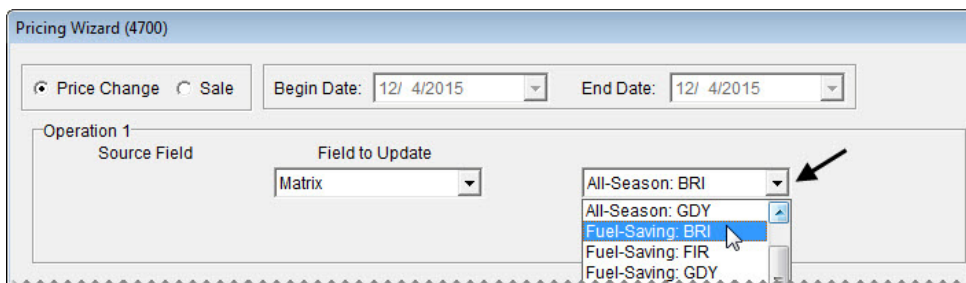 Pricing Wizard (4700)
Price Change Sale Begin Date: 12/ 4/2015 End Date: 12/ 4/2015
Operation 1
Source Field Field to Update
Matrix All-Season: BRI
All-Season: GDY
Fuel-Saving: BRI
Fuel-Saving: FIR
Fuel-Saving: GDY